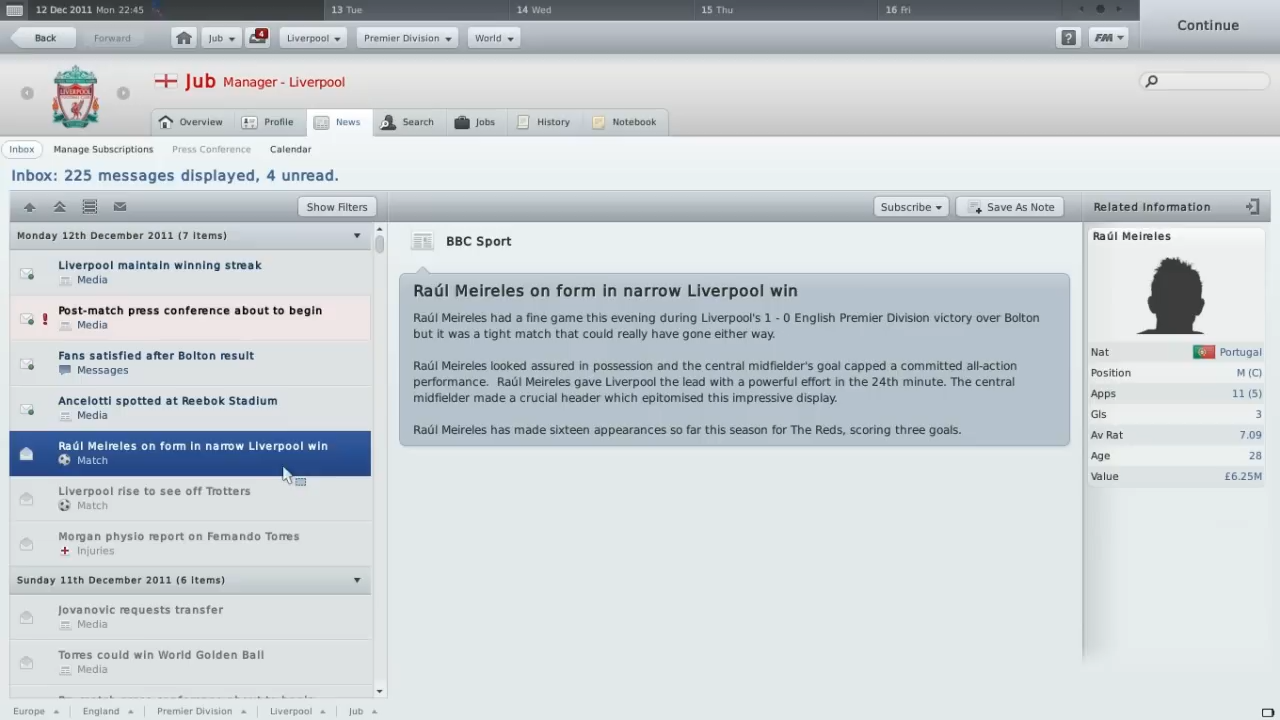 12 Dec 2011 Mon 22:45
13 Tue
14 Wed
15 Thu
16 Fri
Continue
Back
Forward
Jub
4
Liverpool
Premier Division
World
?
FM
Jub Manager - Liverpool
Overview
Profile
News
Search
Jobs
History
Notebook
Inbox
Manage Subscriptions
Press Conference
Calendar
Inbox: 225 messages displayed, 4 unread.
Show Filters
Subscribe
Save As Note
Related Information
Monday 12th December 2011 (7 items)
Liverpool maintain winning streak
Media
Post-match press conference about to begin
Media
Fans satisfied after Bolton result
Messages
Ancelotti spotted at Reebok Stadium
Media
Raúl Meireles on form in narrow Liverpool win
Match
Liverpool rise to see off Trotters
Match
Morgan physio report on Fernando Torres
Injuries
Sunday 11th December 2011 (6 items)
Jovanovic requests transfer
Media
Torres could win World Golden Ball
Media
BBC Sport
Raúl Meireles on form in narrow Liverpool win
Raúl Meireles had a fine game this evening during Liverpool's 1 - 0 English Premier Division victory over Bolton
but it was a tight match that could really have gone either way.
Raúl Meireles looked assured in possession and the central midfielder's goal capped a committed all-action
performance. Raúl Meireles gave Liverpool the lead with a powerful effort in the 24th minute. The central
midfielder made a crucial header which epitomised this impressive display.
Raúl Meireles has made sixteen appearances so far this season for The Reds, scoring three goals.
Raúl Meireles
Nat Portugal
Position M (C)
Apps 11 (5)
Gls 3
Av Rat 7.09
Age 28
Value £6.25M
Europe
England
Premier Division
Liverpool
Jub